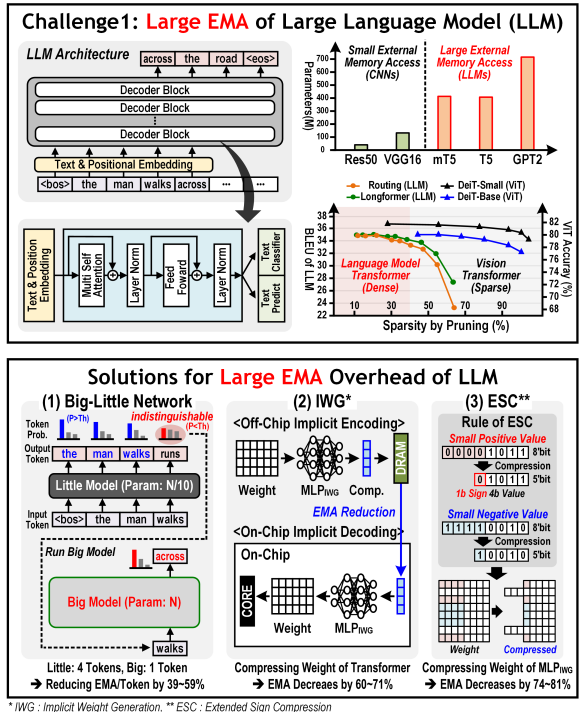 Challenge1: Large EMA of Large Language Model (LLM)
LLM Architecture
across the road <eos>
Decoder Block
Decoder Block
Decoder Block
Text & Positional Embedding
<bos> the man walks across ... ...
Text & Position Embedding
Multi Self Attention
Layer Norm
Feed Foward
Layer Norm
Text Classifier
Text Predict
Small External Memory Access (CNNs)
Large External Memory Access (LLMs)
Parameters(M)
700
600
500
400
300
200
100
0
Res50 VGG16 mT5 T5 GPT2
Routing (LLM) DeiT-Small (ViT)
Longformer (LLM) DeiT-Base (ViT)
BLEU of LLM
38
36
34
32
30
28
26
24
22
Language Model Transformer (Dense)
Vision Transformer (Sparse)
82
80
78
76
74
72
70
68
66
ViT Accuray (%)
10 30 50 70 90
Sparsity by Pruning (%)
Solutions for Large EMA Overhead of LLM
(1) Big-Little Network
Token Prob.
(P>Th)
indistinguishable
(P<Th)
Output Token
the man walks runs
Little Model (Param: N/10)
Input Token
<bos> the man walks
Run Big Model
across
Big Model (Param: N)
walks
Little: 4 Tokens, Big: 1 Token
➔ Reducing EMA/Token by 39~59%
(2) IWG*
<Off-Chip Implicit Encoding>
Weight MLPIWG Comp.
DRAM
EMA Reduction
<On-Chip Implicit Decoding>
On-Chip
CORE
Weight MLPIWG
Compressing Weight of Transformer
➔ EMA Decreaes by 60~71%
(3) ESC**
Rule of ESC
Small Positive Value
0 0 0 0 1 0 1 1 8'bit
Compression
0 1 0 1 1 5'bit
1b Sign 4b Value
Small Negative Value
1 1 1 1 0 0 1 0 8'bit
Compression
1 0 0 1 0 5'bit
Weight Compressed
Compressing Weight of MLPIWG
➔ EMA Decreases by 74~81%
* IWG : Implicit Weight Generation, ** ESC : Extended Sign Compression